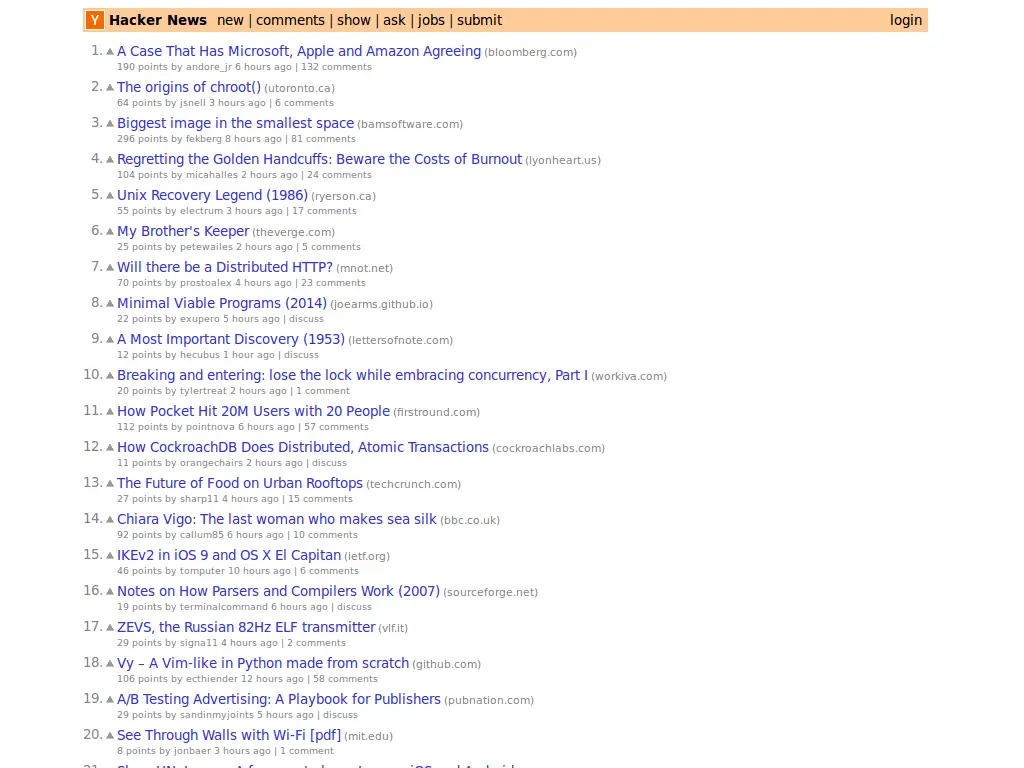 Y Hacker News new | comments | show | ask | jobs | submit login
1. A Case That Has Microsoft, Apple and Amazon Agreeing (bloomberg.com)
190 points by andore_jr 6 hours ago | 132 comments
2. The origins of chroot() (utoronto.ca)
64 points by jsnell 3 hours ago | 6 comments
3. Biggest image in the smallest space (bamsoftware.com)
296 points by fekberg 8 hours ago | 81 comments
4. Regretting the Golden Handcuffs: Beware the Costs of Burnout (lyonheart.us)
104 points by micahalles 2 hours ago | 24 comments
5. Unix Recovery Legend (1986) (ryerson.ca)
55 points by electrum 3 hours ago | 17 comments
6. My Brother's Keeper (theverge.com)
25 points by petewailes 2 hours ago | 5 comments
7. Will there be a Distributed HTTP? (mnot.net)
70 points by prostoalex 4 hours ago | 23 comments
8. Minimal Viable Programs (2014) (joearms.github.io)
22 points by exupero 5 hours ago | discuss
9. A Most Important Discovery (1953) (lettersofnote.com)
12 points by hecubus 1 hour ago | discuss
10. Breaking and entering: lose the lock while embracing concurrency, Part I (workiva.com)
20 points by tylertreat 2 hours ago | 1 comment
11. How Pocket Hit 20M Users with 20 People (firstround.com)
112 points by pointnova 6 hours ago | 57 comments
12. How CockroachDB Does Distributed, Atomic Transactions (cockroachlabs.com)
11 points by orangechairs 2 hours ago | discuss
13. The Future of Food on Urban Rooftops (techcrunch.com)
27 points by sharp11 4 hours ago | 15 comments
14. Chiara Vigo: The last woman who makes sea silk (bbc.co.uk)
92 points by callum85 6 hours ago | 10 comments
15. IKEv2 in iOS 9 and OS X El Capitan (ietf.org)
46 points by tomputer 10 hours ago | 6 comments
16. Notes on How Parsers and Compilers Work (2007) (sourceforge.net)
19 points by terminalcommand 6 hours ago | discuss
17. ZEVS, the Russian 82Hz ELF transmitter (vlf.it)
29 points by signa11 4 hours ago | 2 comments
18. Vy – A Vim-like in Python made from scratch (github.com)
106 points by ecthiender 12 hours ago | 58 comments
19. A/B Testing Advertising: A Playbook for Publishers (pubnation.com)
29 points by sandinmyjoints 5 hours ago | discuss
20. See Through Walls with Wi-Fi [pdf] (mit.edu)
8 points by jonbaer 3 hours ago | 1 comment